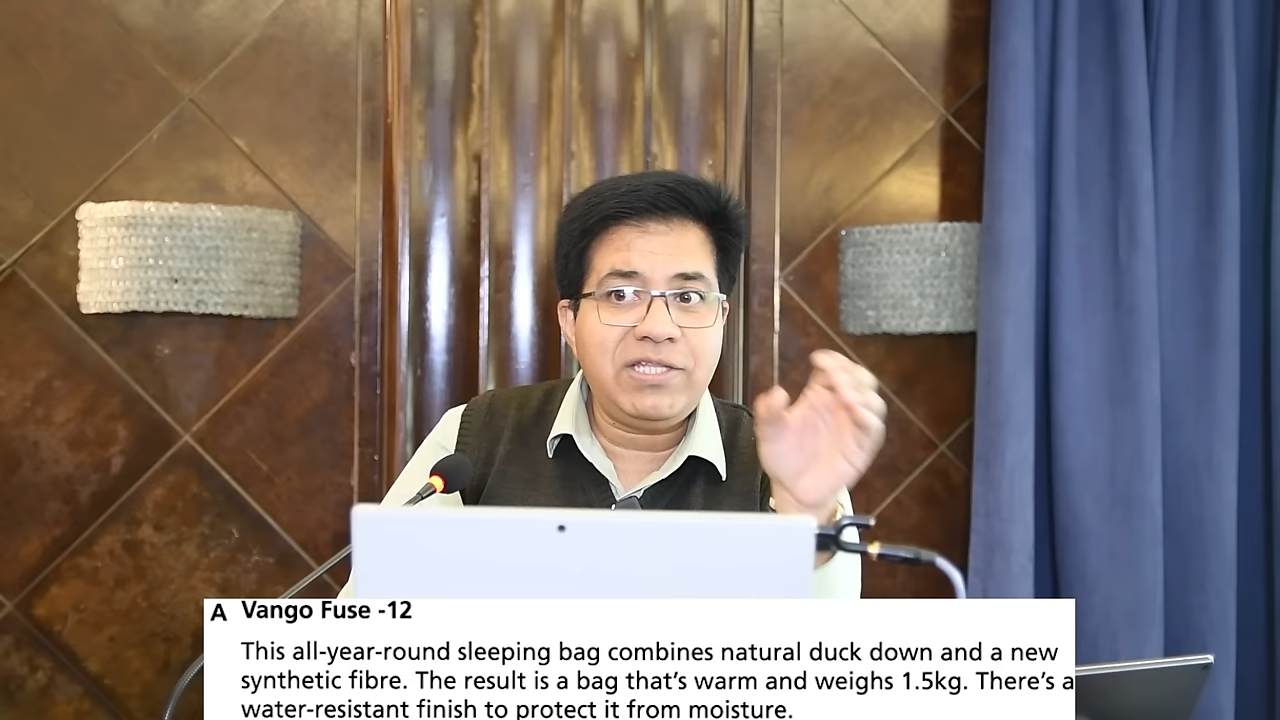 A Vango Fuse -12
This all-year-round sleeping bag combines natural duck down and a new
synthetic fibre. The result is a bag that's warm and weighs 1.5kg. There's a
water-resistant finish to protect it from moisture.